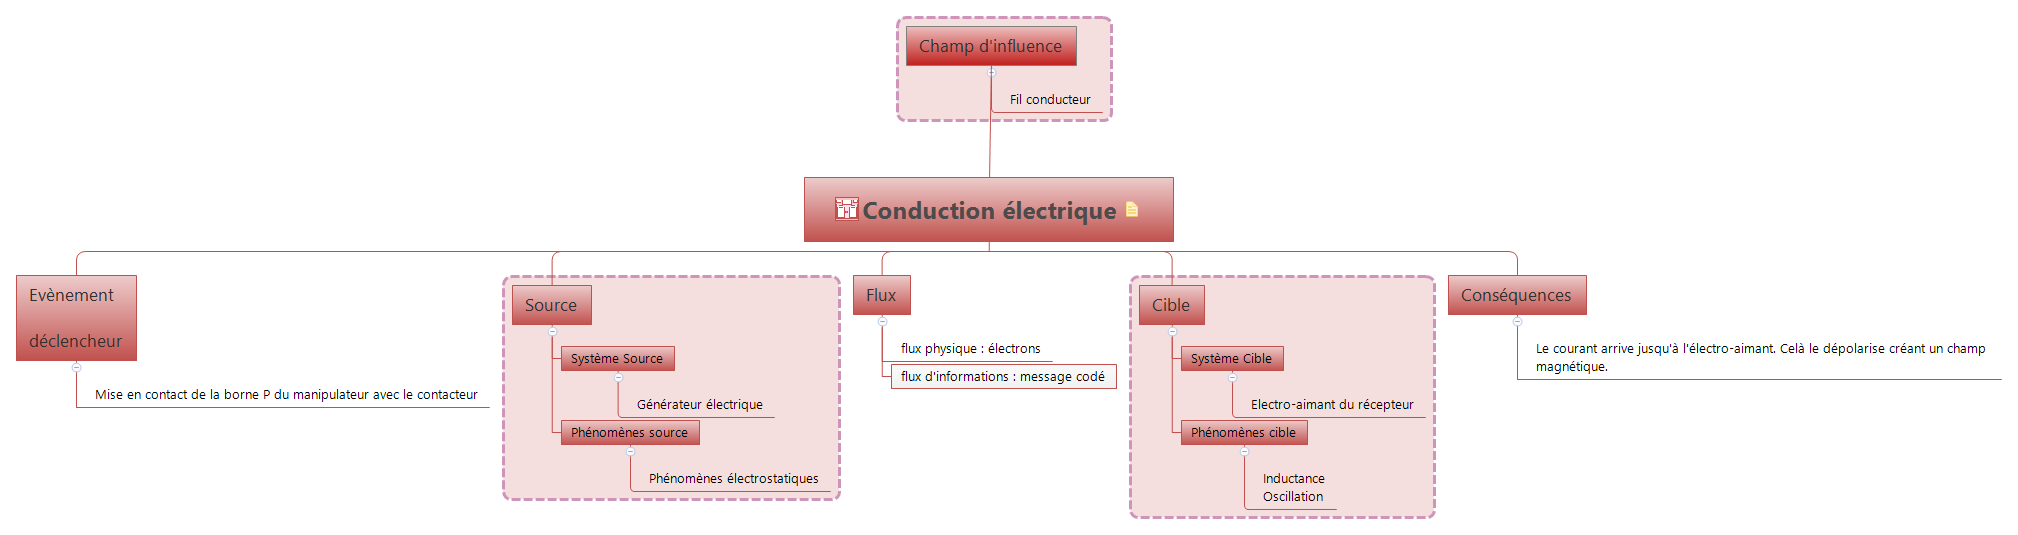 Champ d'influence
Fil conducteur
Conduction électrique
Evènement
déclencheur
Mise en contact de la borne P du manipulateur avec le contacteur
Source
Système Source
Générateur électrique
Phénomènes source
Phénomènes électrostatiques
Flux
flux physique : électrons
flux d'informations : message codé
Cible
Système Cible
Electro-aimant du récepteur
Phénomènes cible
Inductance
Oscillation
Conséquences
Le courant arrive jusqu'à l'électro-aimant. Celà le dépolarise créant un champ
magnétique.